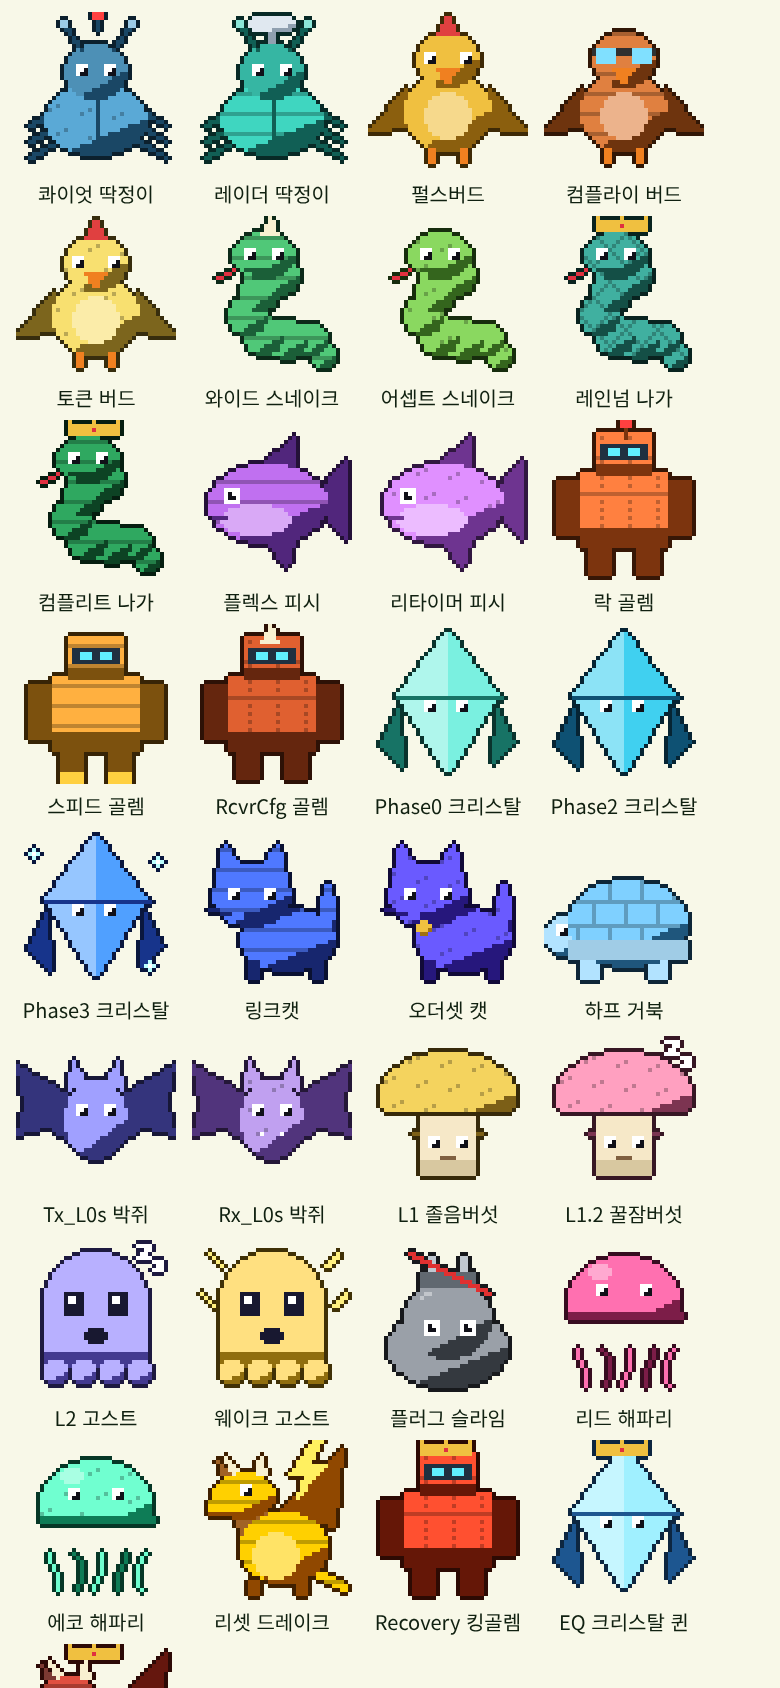 콰이엇 딱정이
레이더 딱정이
펄스버드
컴플라이 버드
토큰 버드
와이드 스네이크
어셉트 스네이크
레인넘 나가
컴플리트 나가
플렉스 피시
리타이머 피시
락 골렘
스피드 골렘
RcvrCfg 골렘
Phase0 크리스탈
Phase2 크리스탈
Phase3 크리스탈
링크캣
오더셋 캣
하프 거북
Tx_L0s 박쥐
Rx_L0s 박쥐
L1 졸음버섯
L1.2 꿀잠버섯
L2 고스트
웨이크 고스트
플러그 슬라임
리드 해파리
에코 해파리
리셋 드레이크
Recovery 킹골렘
EQ 크리스탈 퀸